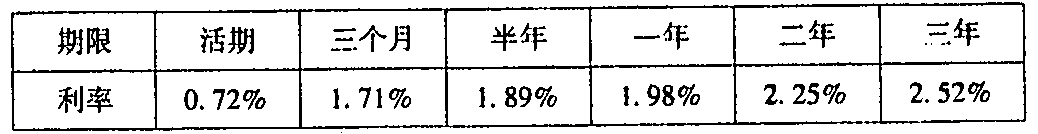 期限 活期 三个月 半年 一年 二年 三年
利率 0.72% 1.71% 1.89% 1.98% 2.25% 2.52%